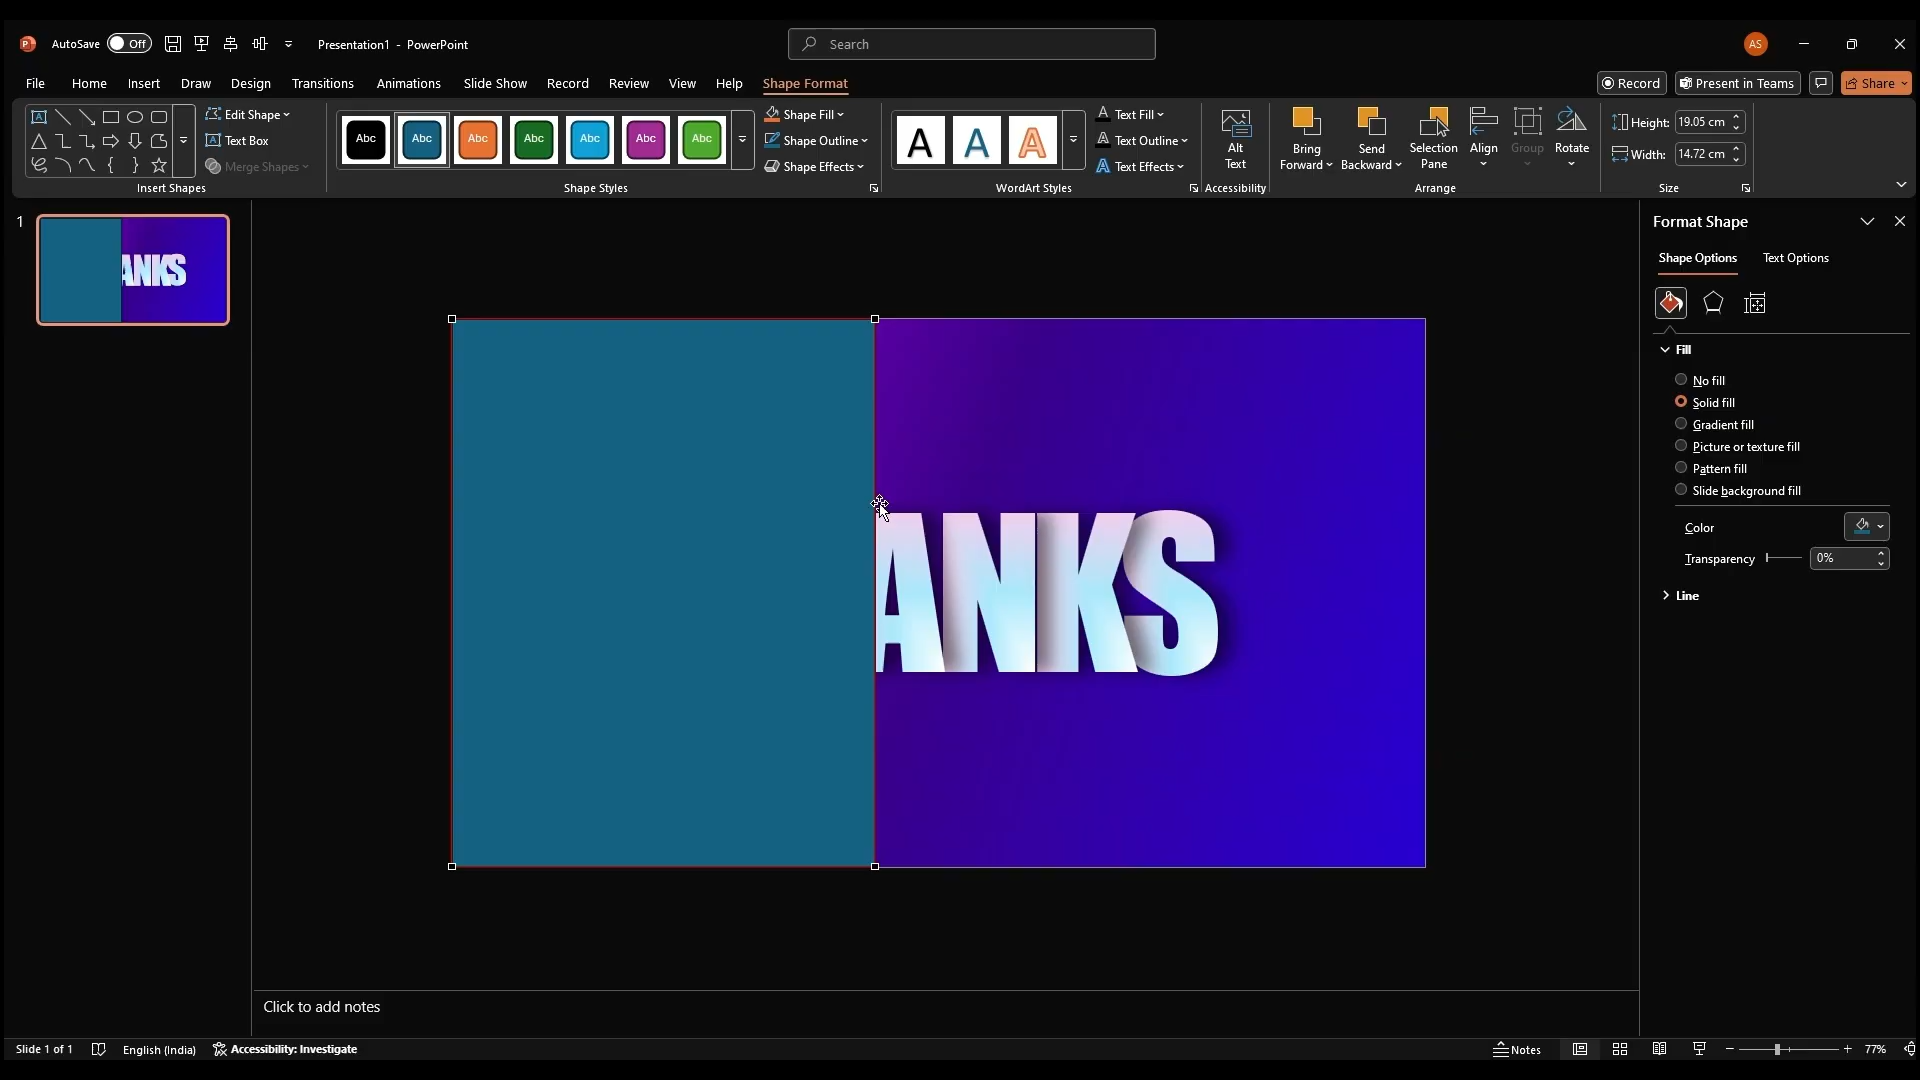 AutoSave Off Presentation1 - PowerPoint Search AS
File Home Insert Draw Design Transitions Animations Slide Show Record Review View Help Shape Format Record Present in Teams Share
Edit Shape
Text Box
Merge Shapes
Insert Shapes
Abc Abc Abc Abc Abc Abc Abc
Shape Fill
Shape Outline
Shape Effects
Shape Styles
A A A
Text Fill
Text Outline
Text Effects
WordArt Styles
Alt
Text
Accessibility
Bring
Forward
Send
Backward
Selection
Pane
Align
Group
Rotate
Arrange
Height: 19.05 cm
Width: 14.72 cm
Size
1
ANKS
ANKS
Format Shape
Shape Options Text Options
Fill
No fill
Solid fill
Gradient fill
Picture or texture fill
Pattern fill
Slide background fill
Color
Transparency 0%
Line
Click to add notes
Slide 1 of 1 English (India) Accessibility: Investigate Notes 77%